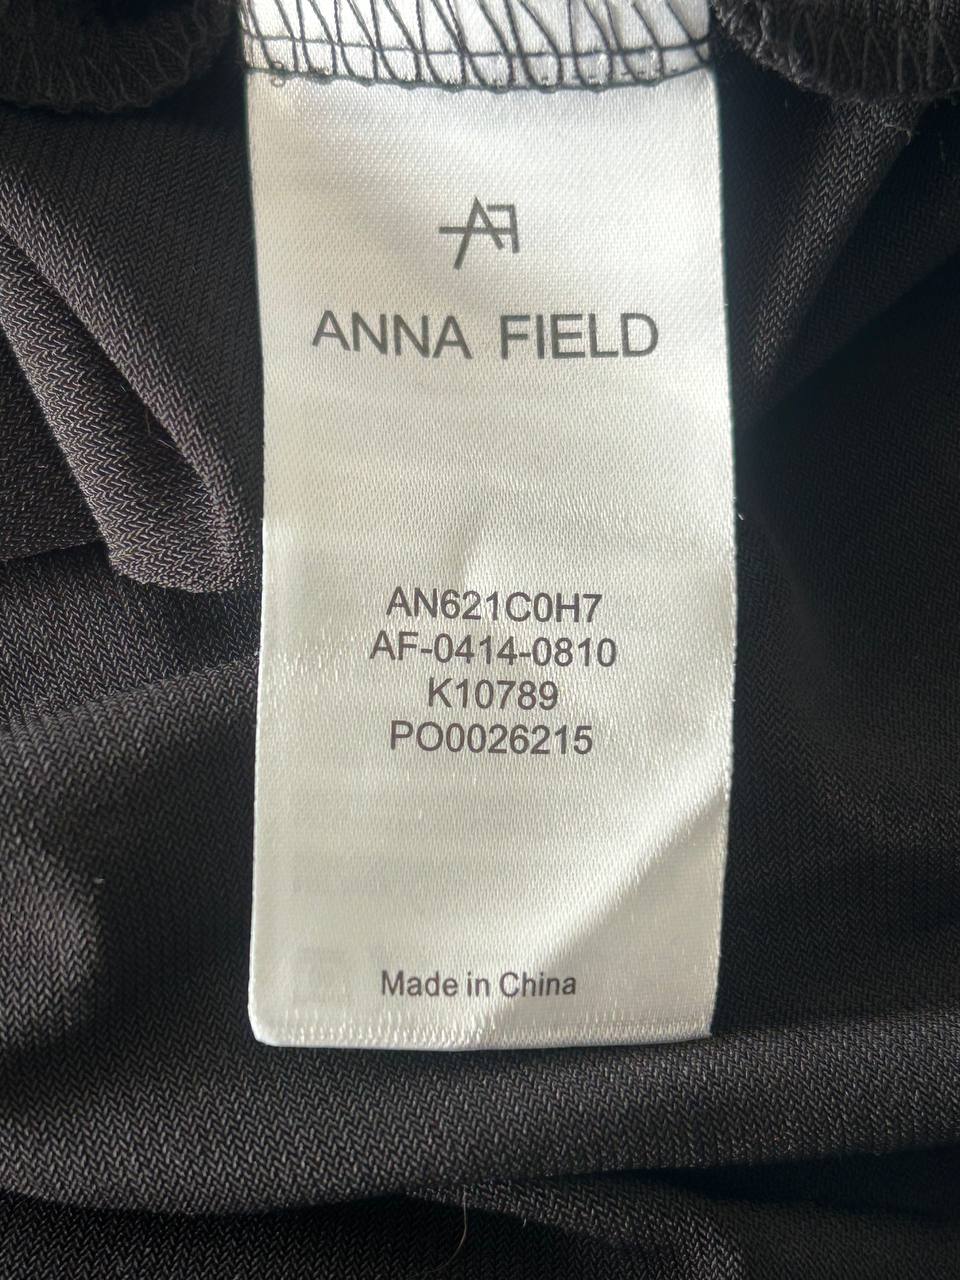 AF
ANNA FIELD
AN621C0H7
AF-0414-0810
K10789
PO0026215
Made in China